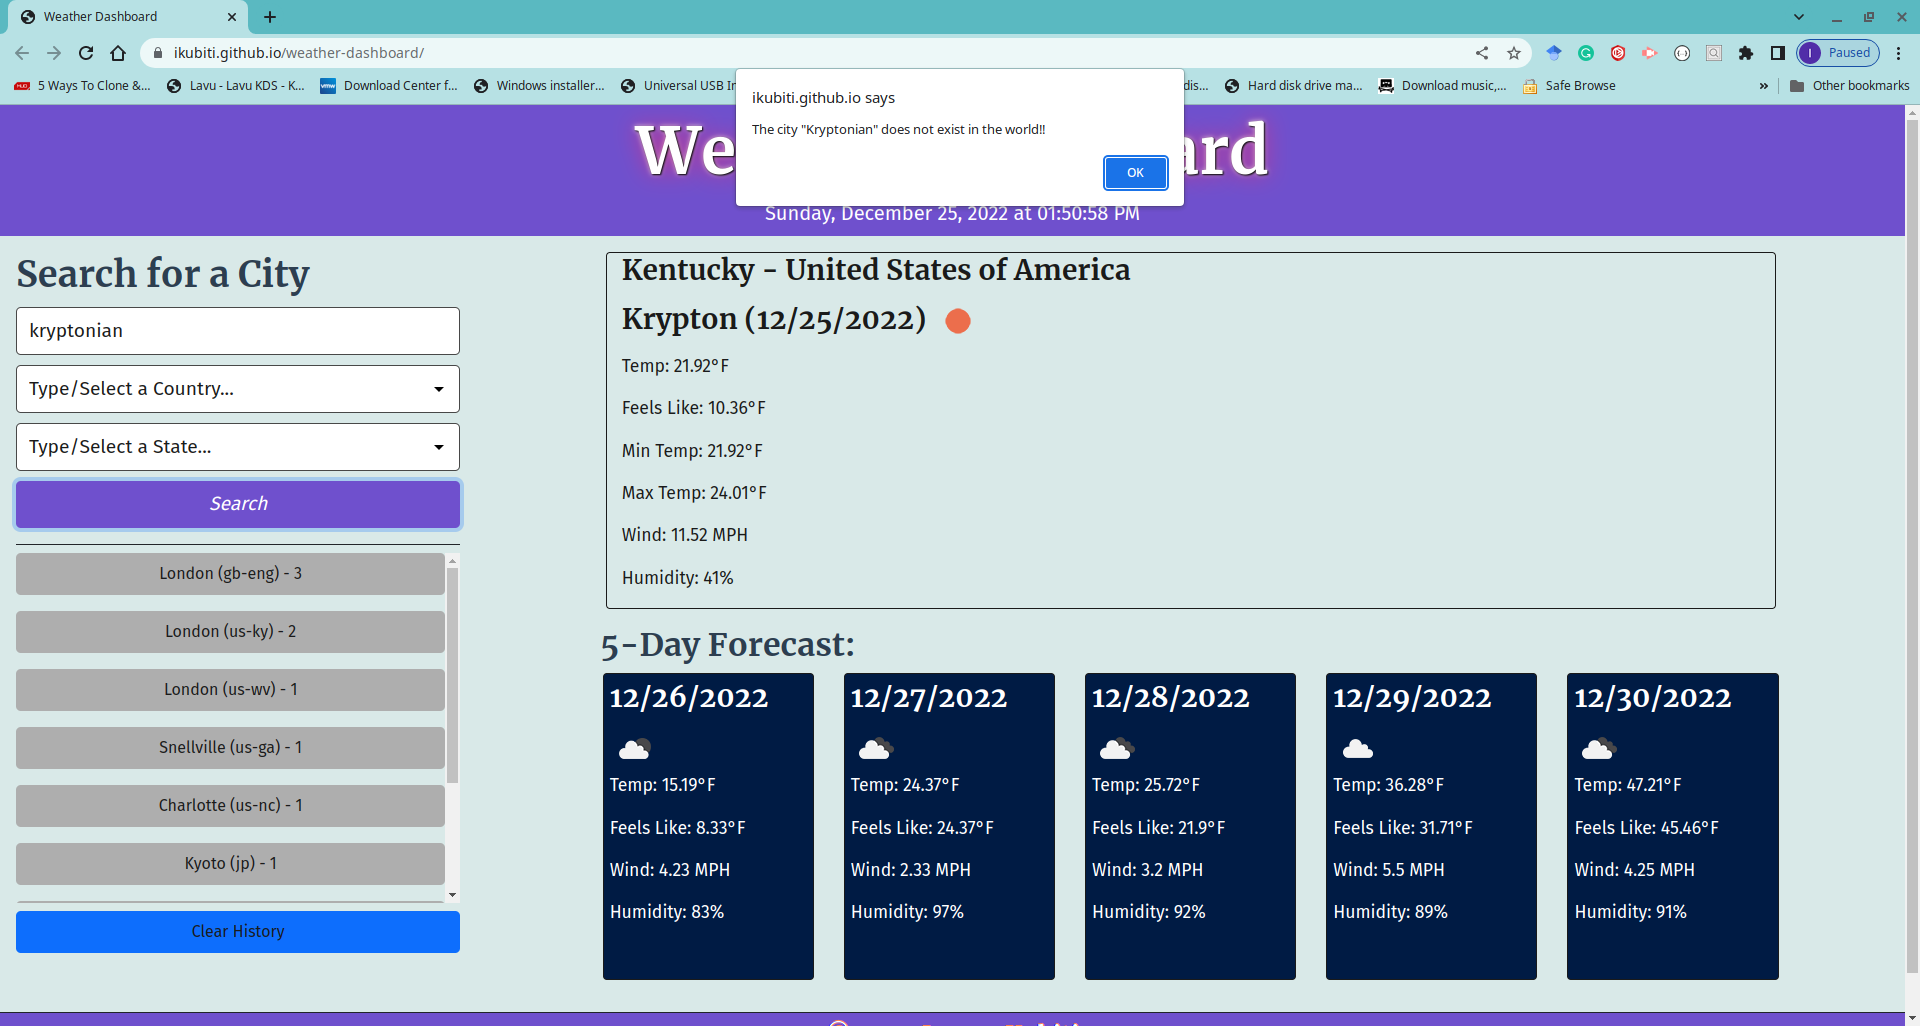 Weather Dashboard
ikubiti.github.io/weather-dashboard/
Paused
5 Ways To Clone &...
Lavu - Lavu KDS - K...
Download Center f...
Windows installer...
Universal USB In
dis...
Hard disk drive ma...
Download music,...
Safe Browse
Other bookmarks
ikubiti.github.io says
The city "Kryptonian" does not exist in the world!!
OK
We
ard
Sunday, December 25, 2022 at 01:50:58 PM
Search for a City
kryptonian
Type/Select a Country...
Type/Select a State...
Search
London (gb-eng) - 3
London (us-ky) - 2
London (us-wv) - 1
Snellville (us-ga) - 1
Charlotte (us-nc) - 1
Kyoto (jp) - 1
Clear History
Kentucky - United States of America
Krypton (12/25/2022)
Temp: 21.92°F
Feels Like: 10.36°F
Min Temp: 21.92°F
Max Temp: 24.01°F
Wind: 11.52 MPH
Humidity: 41%
5-Day Forecast:
12/26/2022
Temp: 15.19°F
Feels Like: 8.33°F
Wind: 4.23 MPH
Humidity: 83%
12/27/2022
Temp: 24.37°F
Feels Like: 24.37°F
Wind: 2.33 MPH
Humidity: 97%
12/28/2022
Temp: 25.72°F
Feels Like: 21.9°F
Wind: 3.2 MPH
Humidity: 92%
12/29/2022
Temp: 36.28°F
Feels Like: 31.71°F
Wind: 5.5 MPH
Humidity: 89%
12/30/2022
Temp: 47.21°F
Feels Like: 45.46°F
Wind: 4.25 MPH
Humidity: 91%